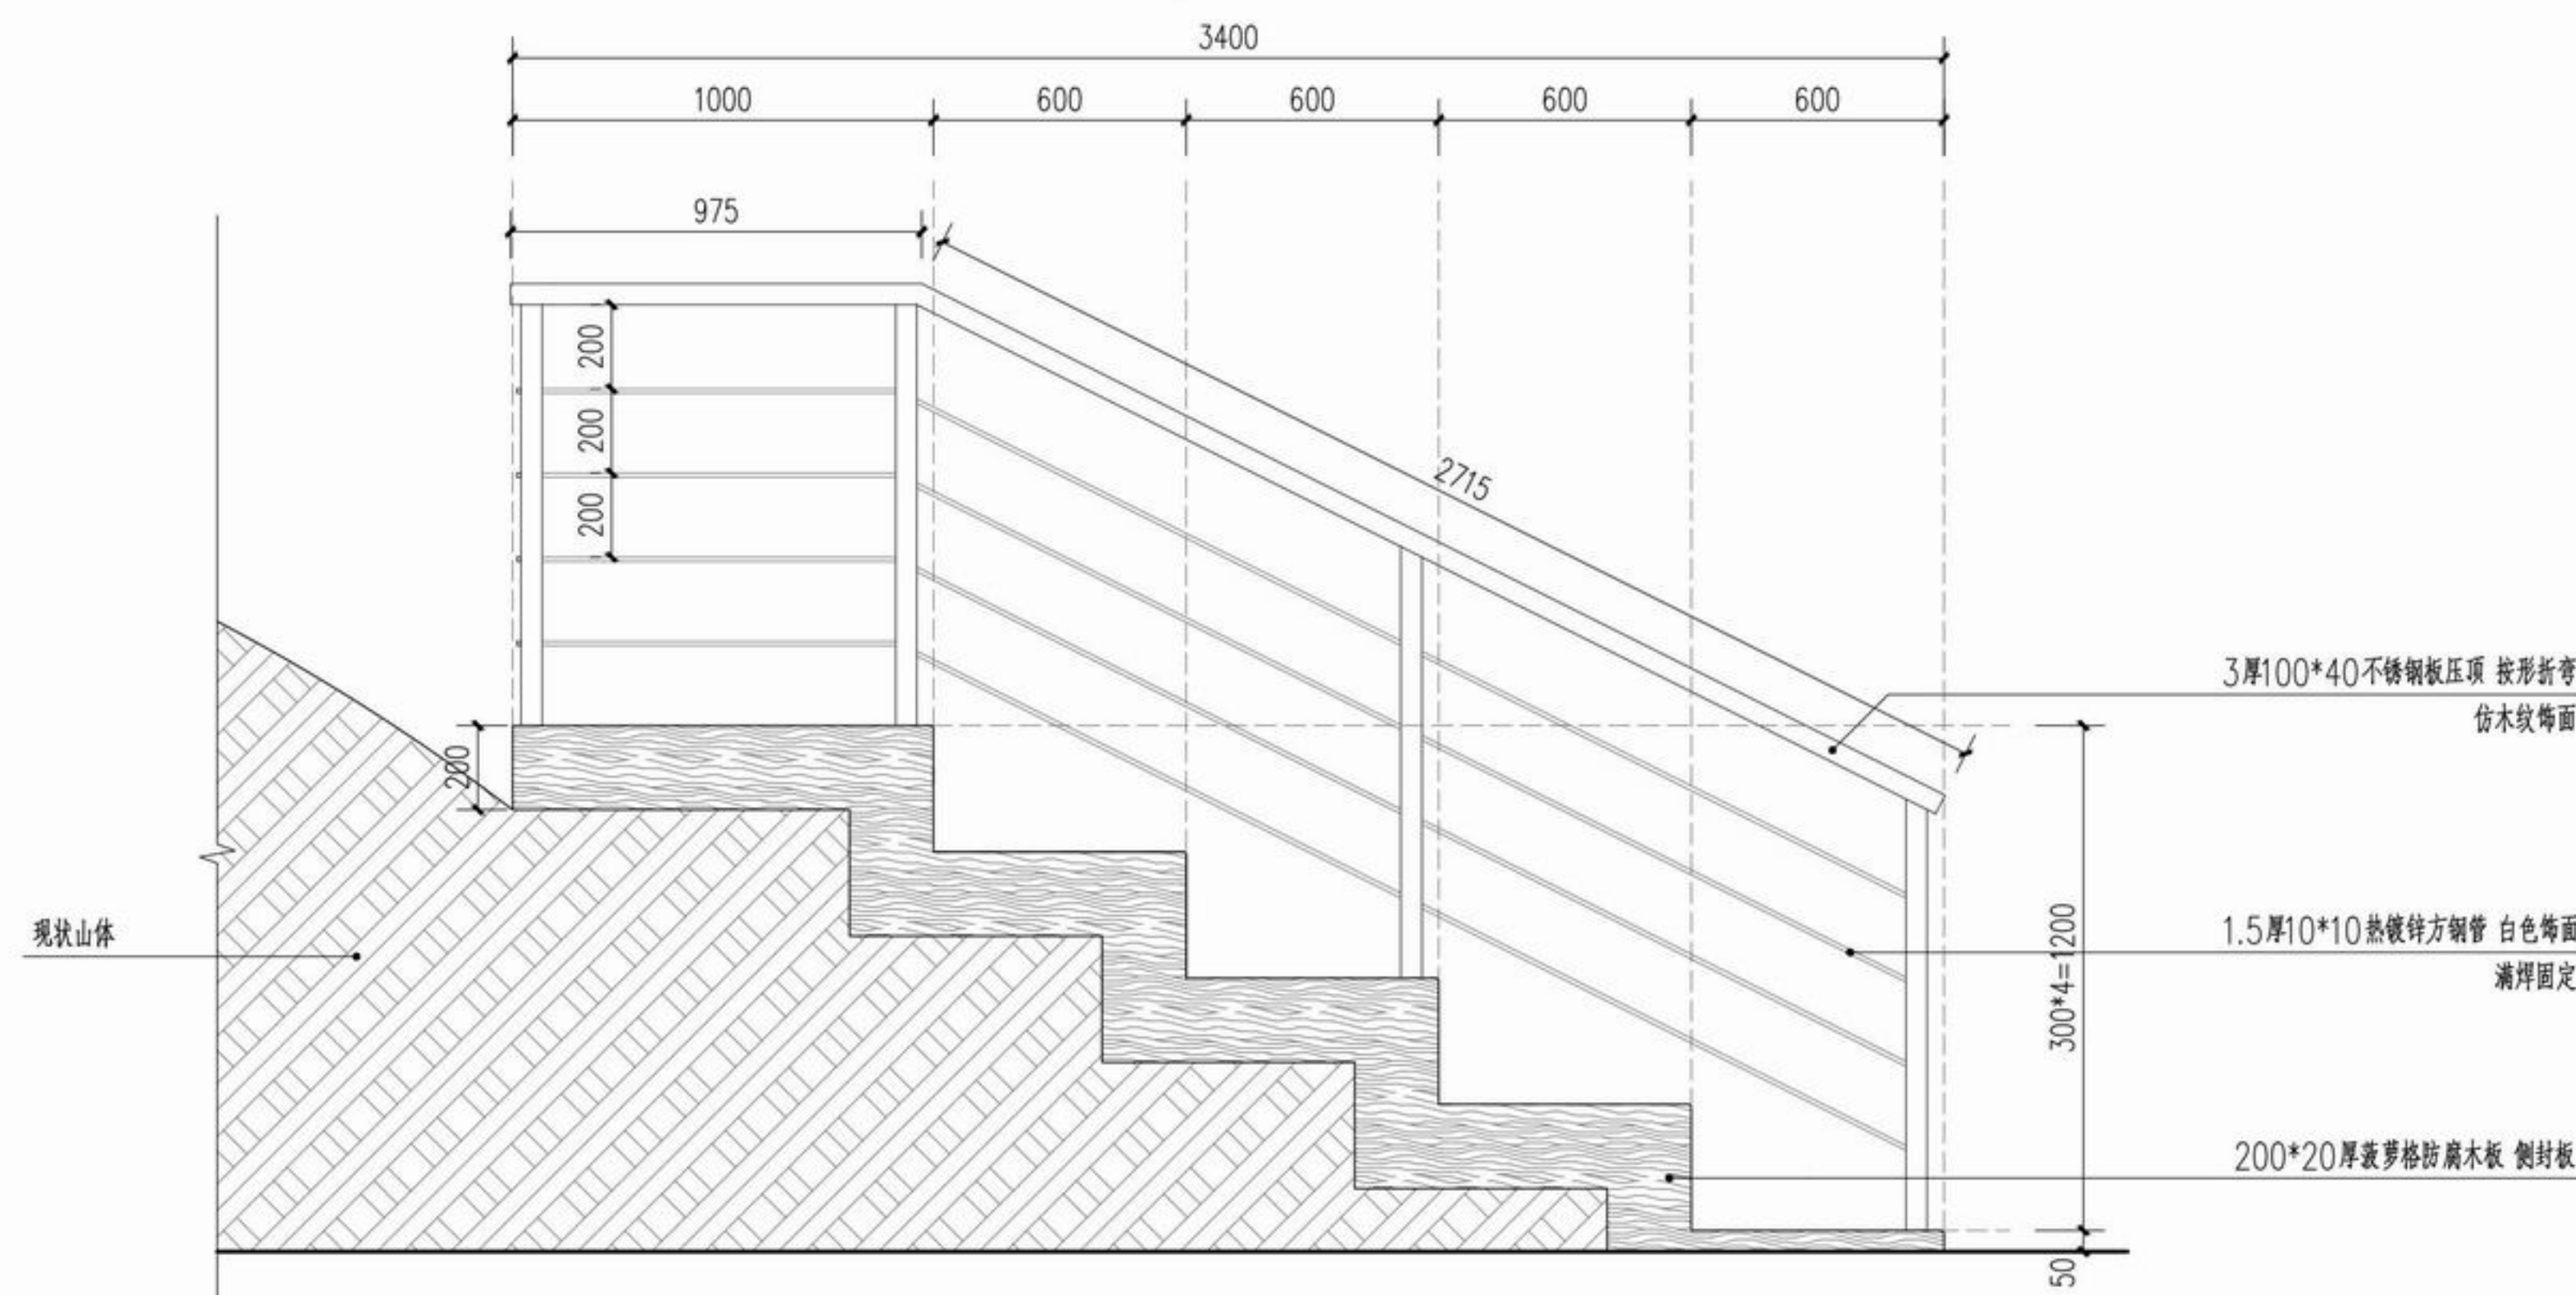 3400
1000 600 600 600 600
975
200
200
200
2715
200
3厚100*40不锈钢板压顶 按形折弯
仿木纹饰面
现状山体
1.5厚10*10热镀锌方钢管 白色饰面
满焊固定
300*4=1200
200*20厚菠萝格防腐木板 侧封板
50